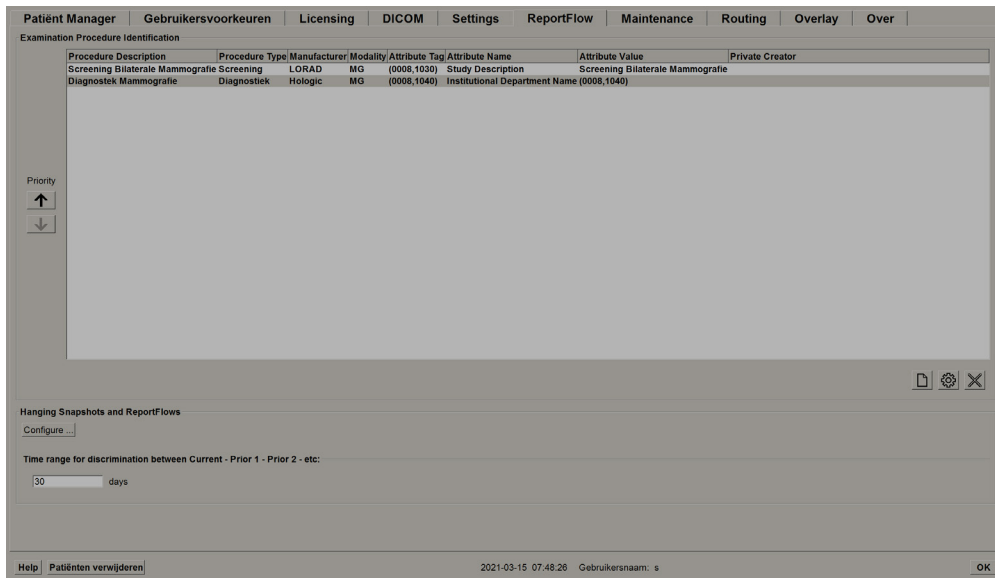 Patiënt Manager Gebruikersvoorkeuren Licensing DICOM Settings ReportFlow Maintenance Routing Overlay Over
Examination Procedure Identification
Procedure Description Procedure Type Manufacturer Modality Attribute Tag Attribute Name Attribute Value Private Creator
Screening Bilaterale Mammografie Screening LORAD MG (0008,1030) Study Description Screening Bilaterale Mammografie
Diagnostek Mammografie Diagnostiek Hologic MG (0008,1040) Institutional Department Name (0008,1040)
Priority
Hanging Snapshots and ReportFlows
Configure ...
Time range for discrimination between Current - Prior 1 - Prior 2 - etc:
30 days
Help Patiënten verwijderen 2021-03-15 07:48:26 Gebruikersnaam: s OK